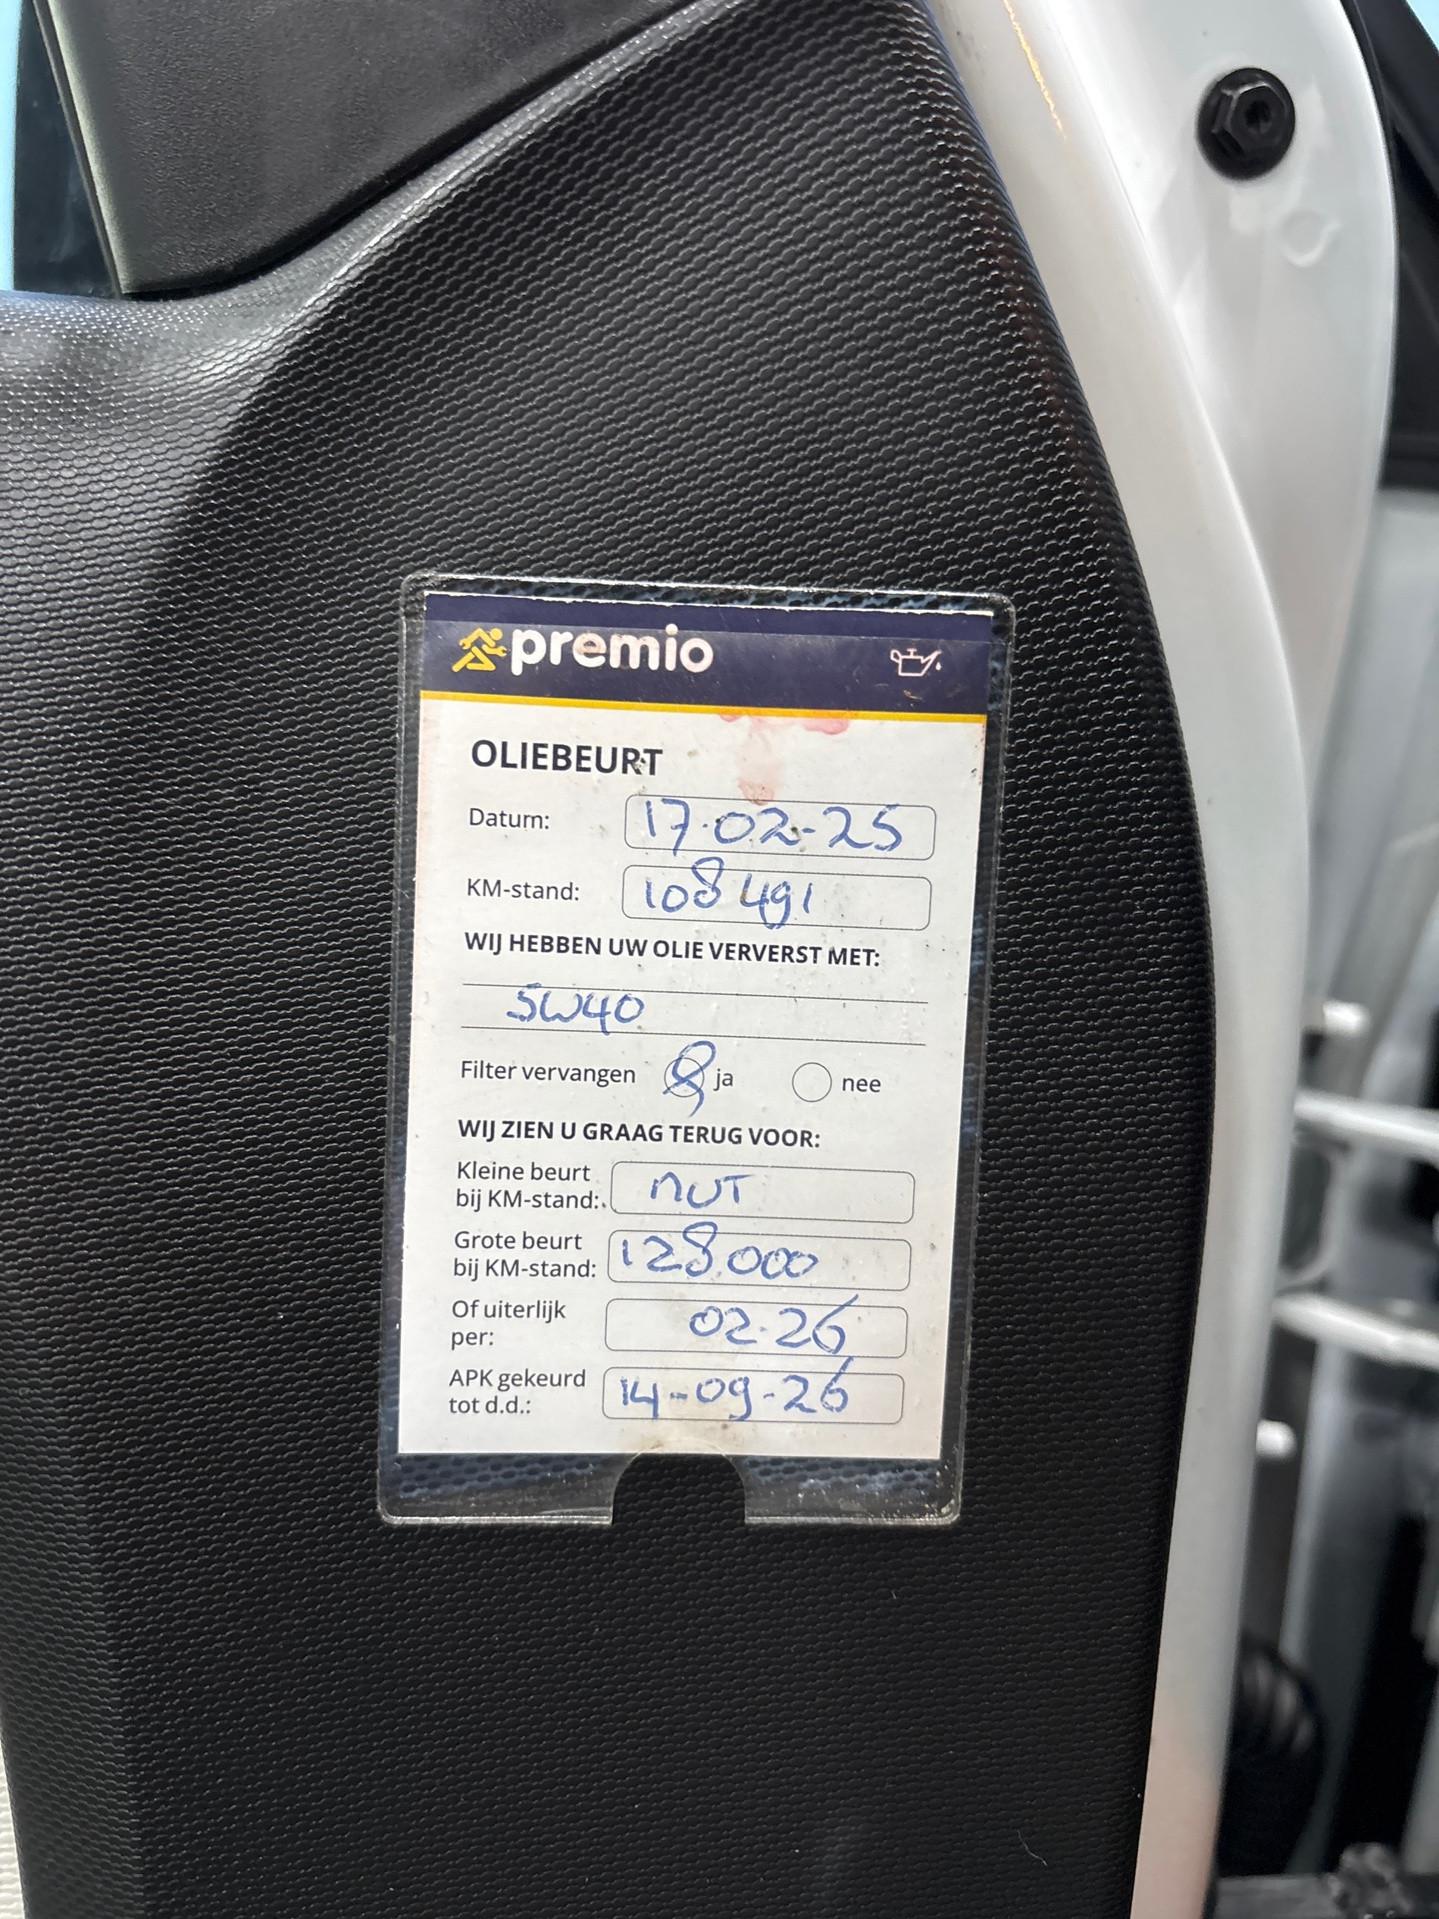 premio
OLIEBEURT
Datum: 17-02-25
KM-stand: 108491
WIJ HEBBEN UW OLIE VERVERST MET:
5W40
Filter vervangen ja nee
WIJ ZIEN U GRAAG TERUG VOOR:
Kleine beurt
bij KM-stand: NUT
Grote beurt
bij KM-stand: 128.000
Of uiterlijk
per: 02-26
APK gekeurd
tot d.d.: 14-09-26